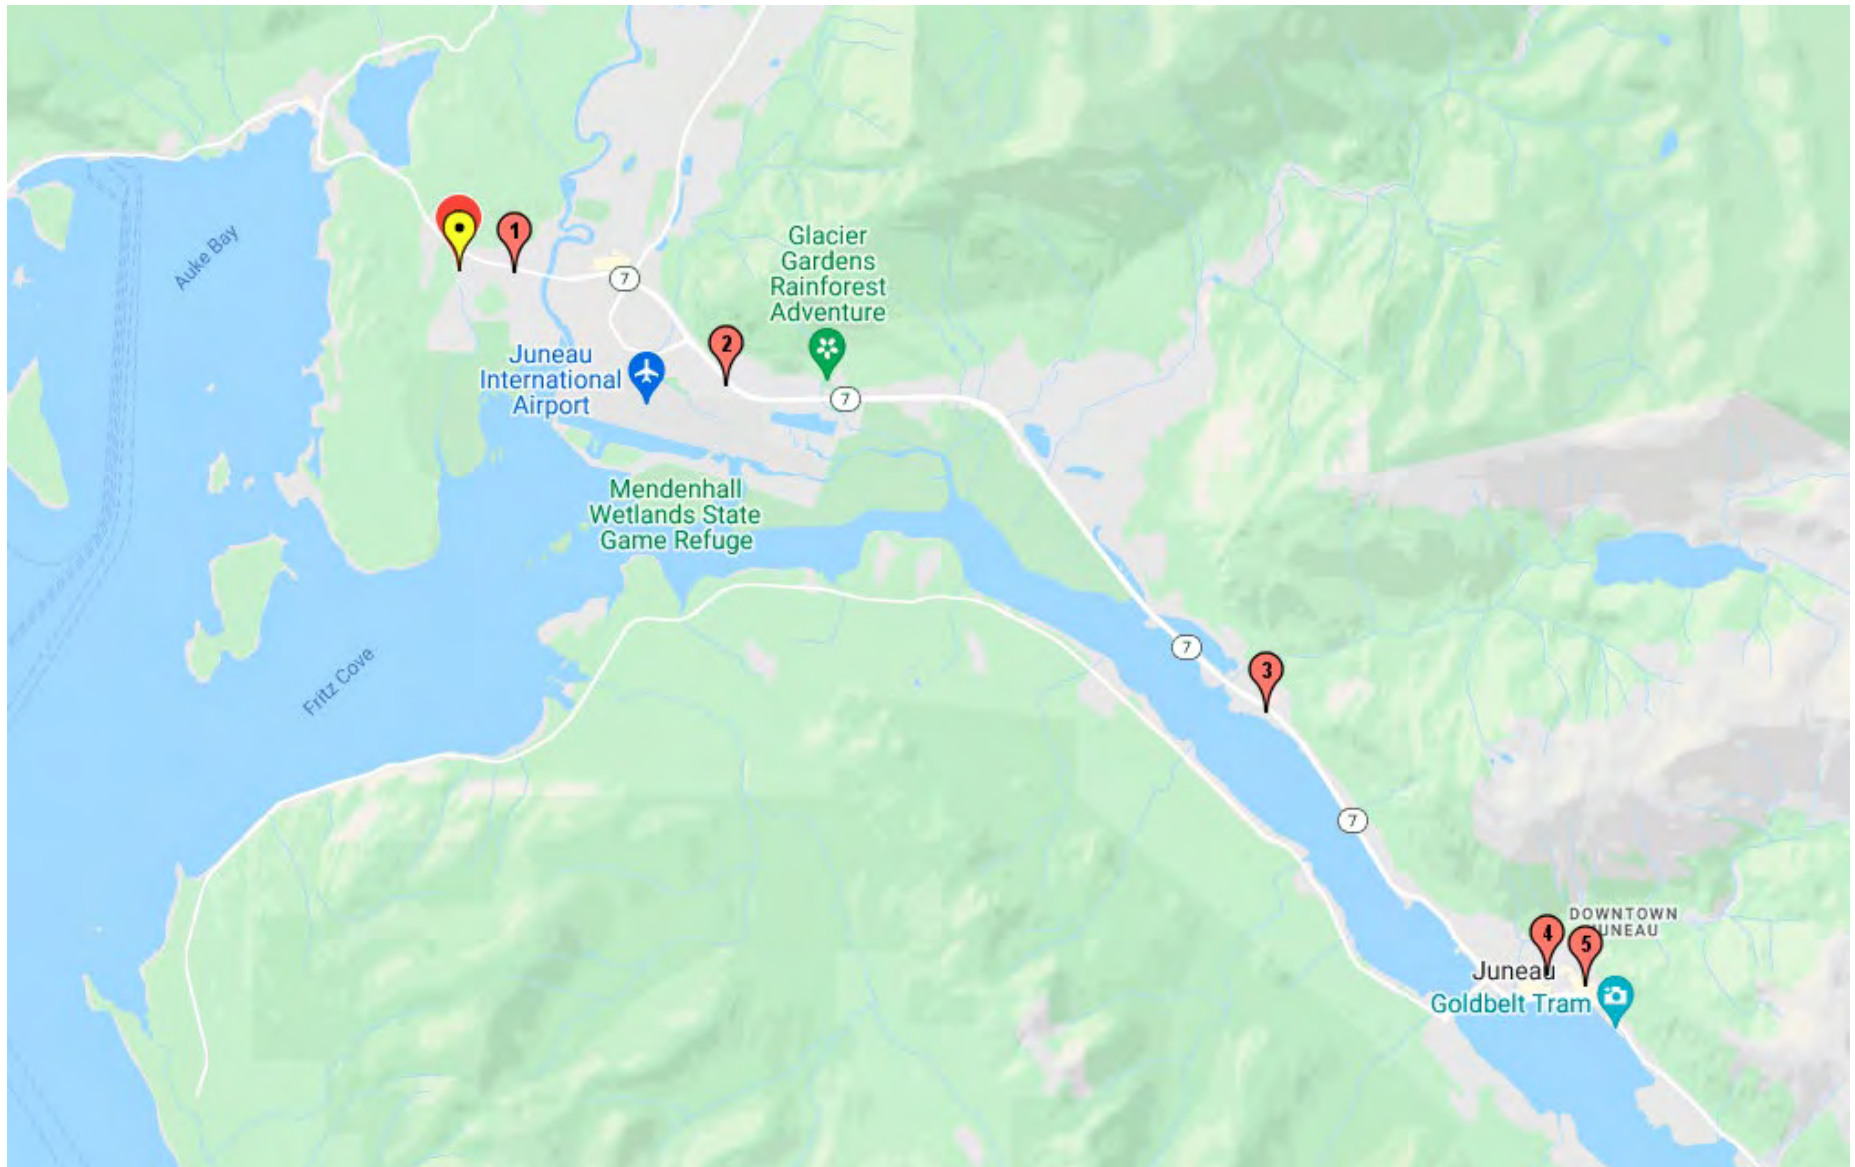 Auke Bay
1
7
Glacier
Gardens
Rainforest
Adventure
2
Juneau
International
Airport
7
Mendenhall
Wetlands State
Game Refuge
7
3
Fritz Cove
7
DOWNTOWN
JUNEAU
4
5
Juneau
Goldbelt Tram